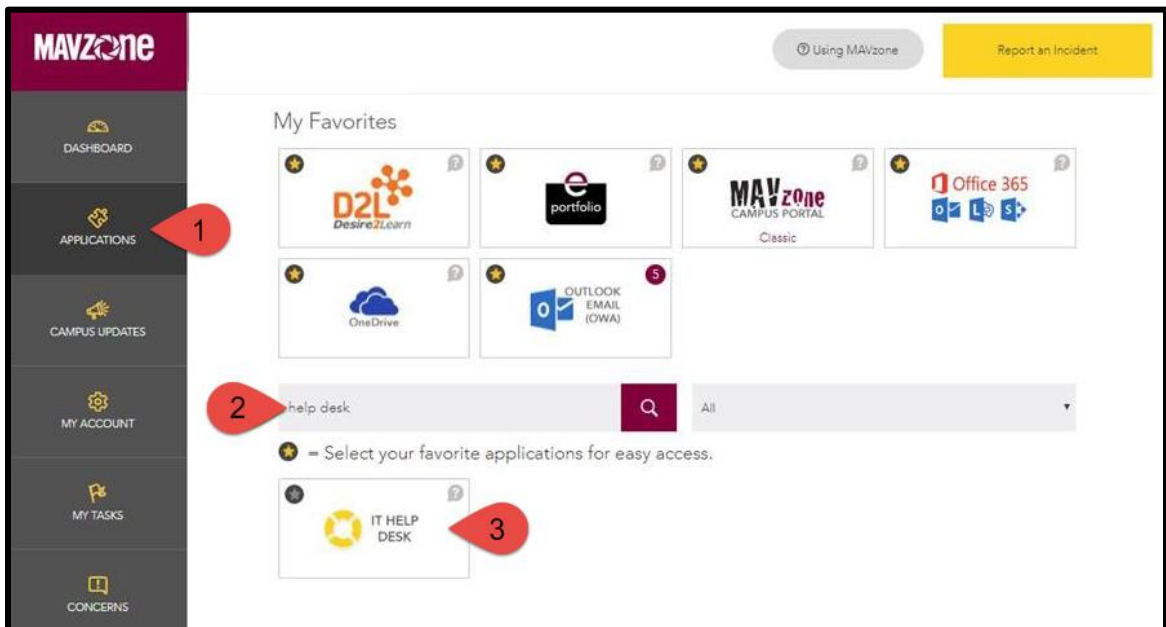 MAVZone
Using MAVzone
Report an Incident
DASHBOARD
APPLICATIONS
1
CAMPUS UPDATES
MY ACCOUNT
MY TASKS
CONCERNS
My Favorites
D2L
Desire2Learn
e
portfolio
MAVzone
CAMPUS PORTAL
Classic
Office 365
OneDrive
OUTLOOK
EMAIL
(OWA)
5
2
help desk
All
= Select your favorite applications for easy access.
IT HELP
DESK
3